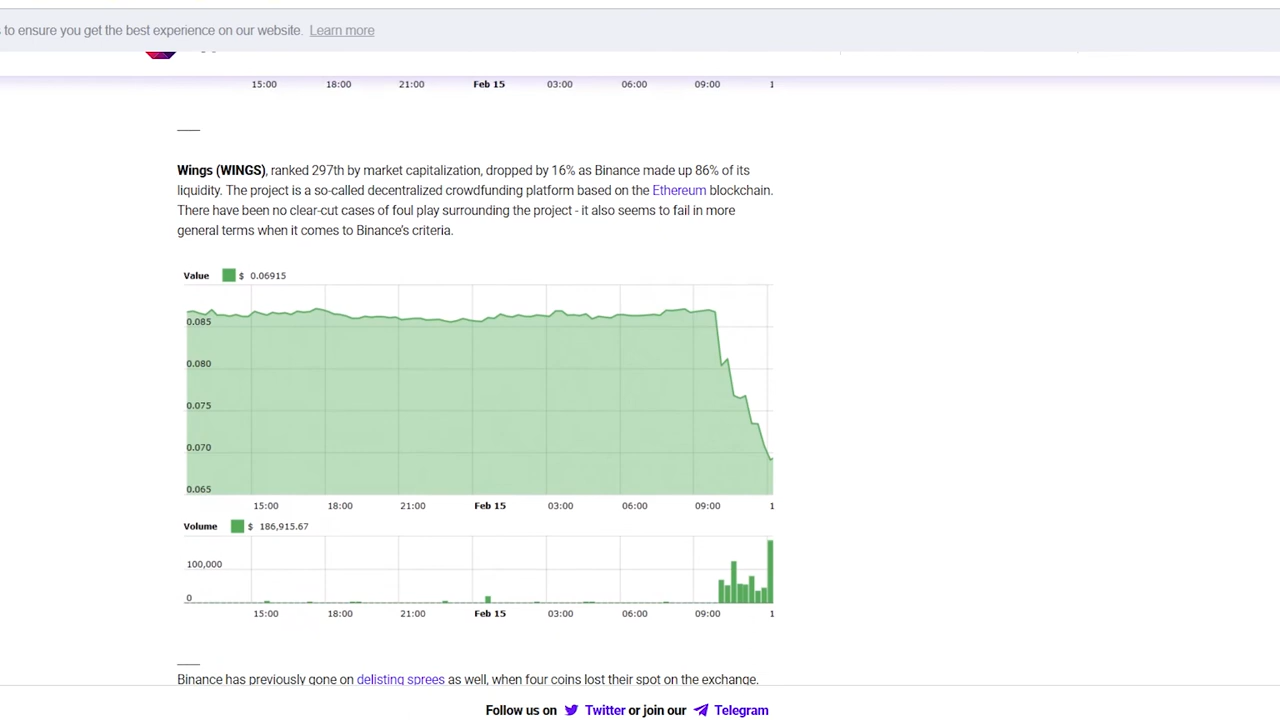 to ensure you get the best experience on our website. Learn more
15:00 18:00 21:00 Feb 15 03:00 06:00 09:00 1
Wings (WINGS), ranked 297th by market capitalization, dropped by 16% as Binance made up 86% of its
liquidity. The project is a so-called decentralized crowdfunding platform based on the Ethereum blockchain.
There have been no clear-cut cases of foul play surrounding the project - it also seems to fail in more
general terms when it comes to Binance's criteria.
Value $ 0.06915
0.085
0.080
0.075
0.070
0.065
15:00 18:00 21:00 Feb 15 03:00 06:00 09:00 1
Volume $ 186,915.67
100,000
0
15:00 18:00 21:00 Feb 15 03:00 06:00 09:00 1
Binance has previously gone on delisting sprees as well, when four coins lost their spot on the exchange.
Follow us on Twitter or join our Telegram